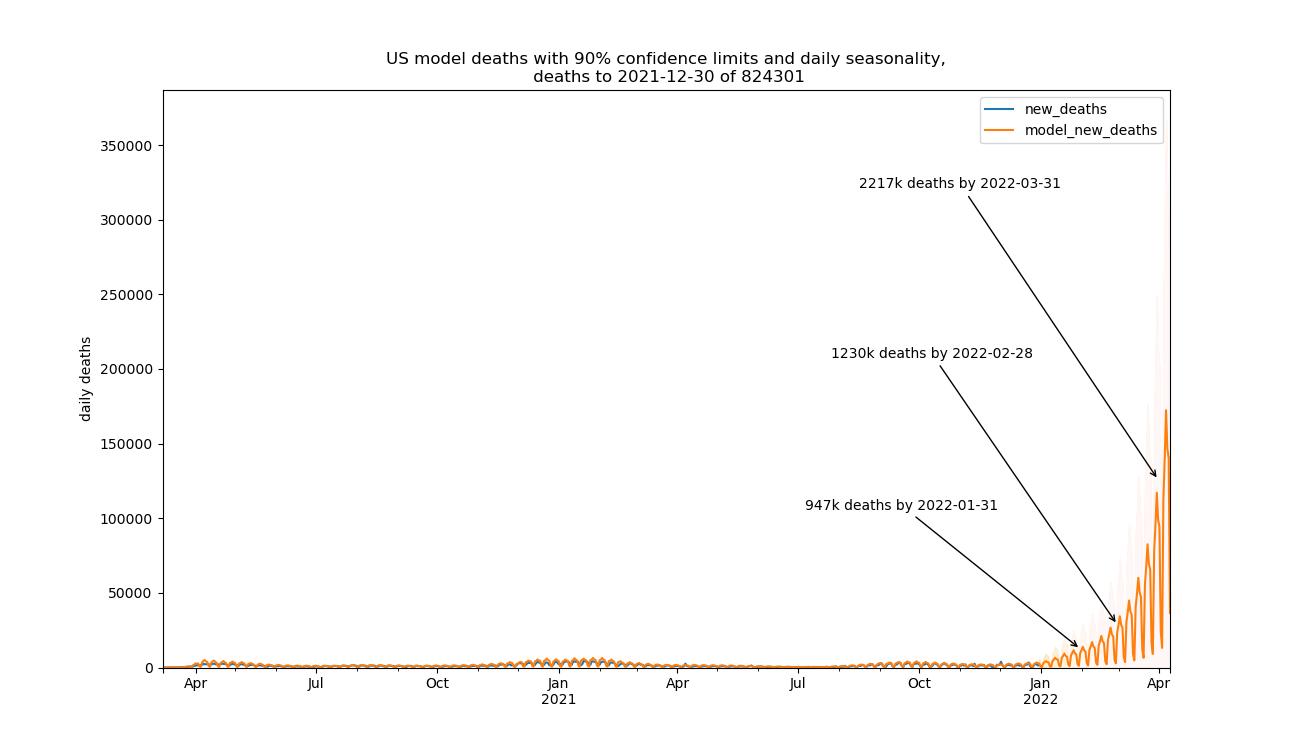 US model deaths with 90% confidence limits and daily seasonality,
deaths to 2021-12-30 of 824301
new_deaths
model_new_deaths
350000
300000
250000
200000
150000
100000
50000
0
daily deaths
2217k deaths by 2022-03-31
1230k deaths by 2022-02-28
947k deaths by 2022-01-31
Apr Jul Oct Jan Apr Jul Oct Jan Apr
2021 2022